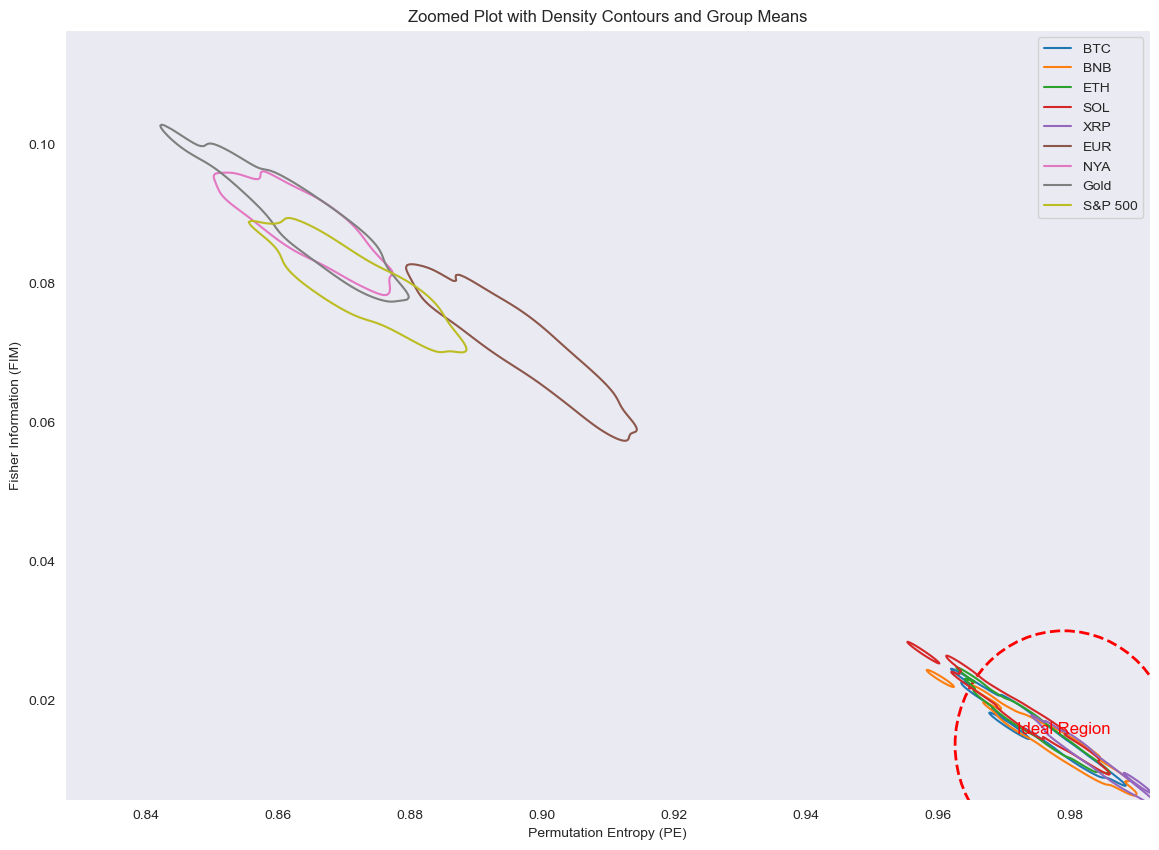 Zoomed Plot with Density Contours and Group Means
BTC
BNB
ETH
SOL
XRP
EUR
NYA
Gold
S&P 500
0.10
0.08
0.06
0.04
0.02
Fisher Information (FIM)
Ideal Region
0.84
0.86
0.88
0.90
0.92
0.94
0.96
0.98
Permutation Entropy (PE)